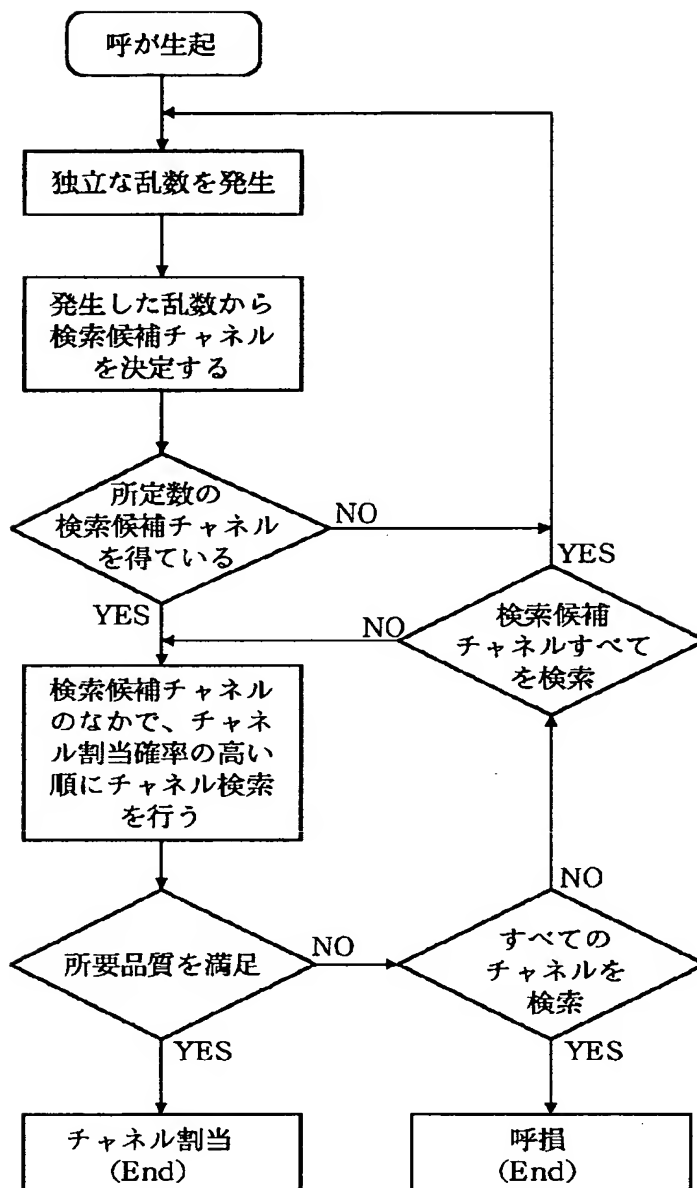 呼が生起
独立な乱数を発生
発生した乱数から
検索候補チャネル
を決定する
所定数の
検索候補チャネル
を得ている
NO
YES
YES
検索候補
チャネルすべて
を検索
NO
検索候補チャネル
のなかで、チャネ
ル割当確率の高い
順にチャネル検索
を行う
所要品質を満足
NO
YES
NO
すべての
チャネルを
検索
YES
チャネル割当
(End)
呼損
(End)